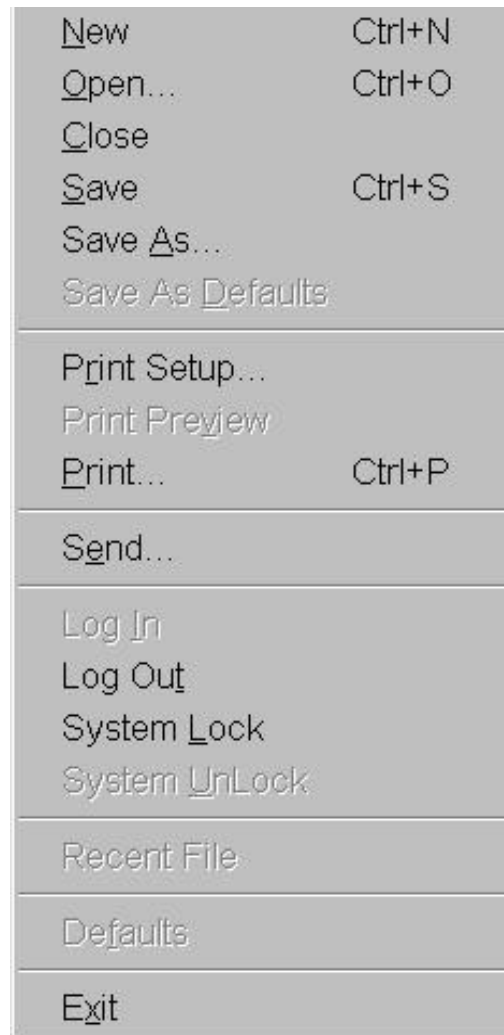 New Ctrl+N
Open... Ctrl+O
Close
Save Ctrl+S
Save As...
Save As Defaults
Print Setup...
Print Preview
Print... Ctrl+P
Send...
Log In
Log Out
System Lock
System UnLock
Recent File
Defaults
Exit